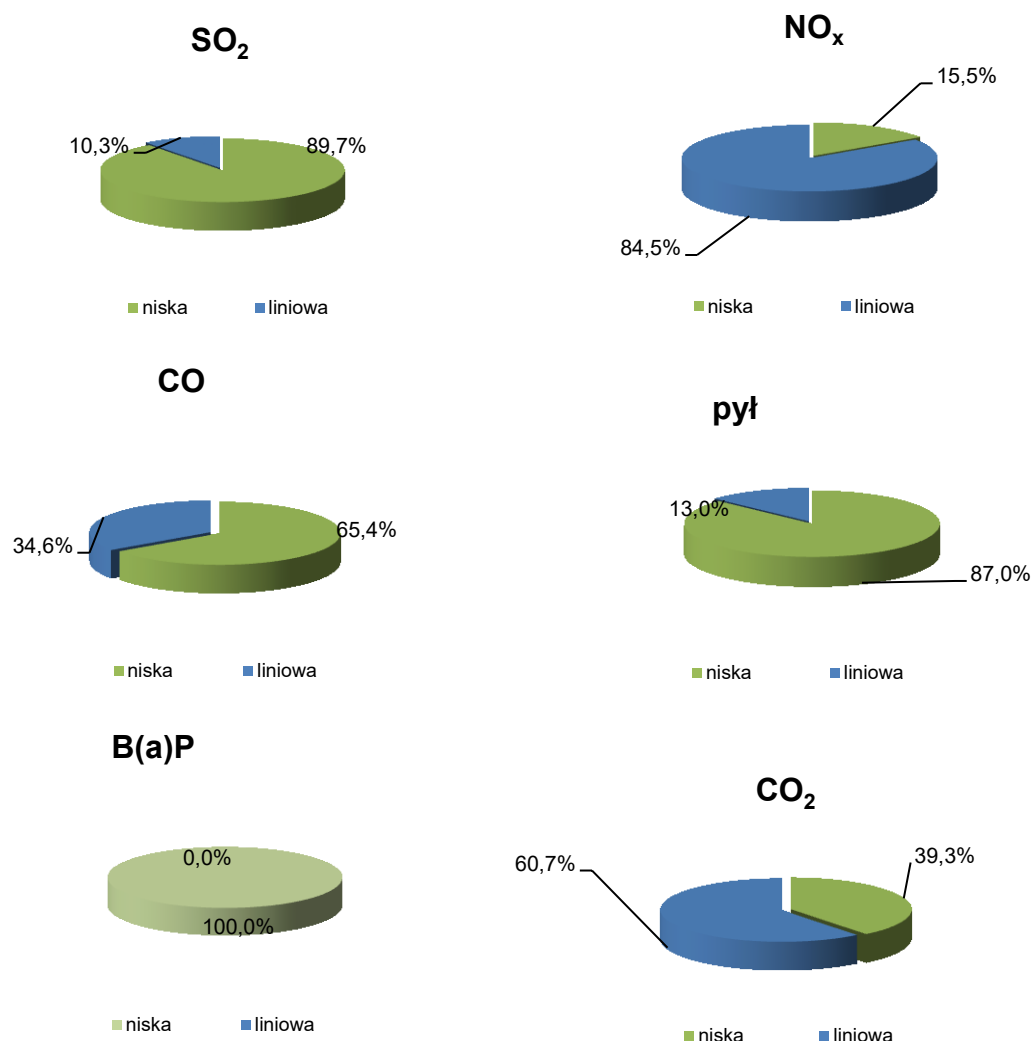 SO₂
10,3%
89,7%
niska
liniowa
NOₓ
15,5%
84,5%
niska
liniowa
CO
34,6%
65,4%
niska
liniowa
pył
13,0%
87,0%
niska
liniowa
B(a)P
0,0%
100,0%
niska
liniowa
CO₂
60,7%
39,3%
niska
liniowa